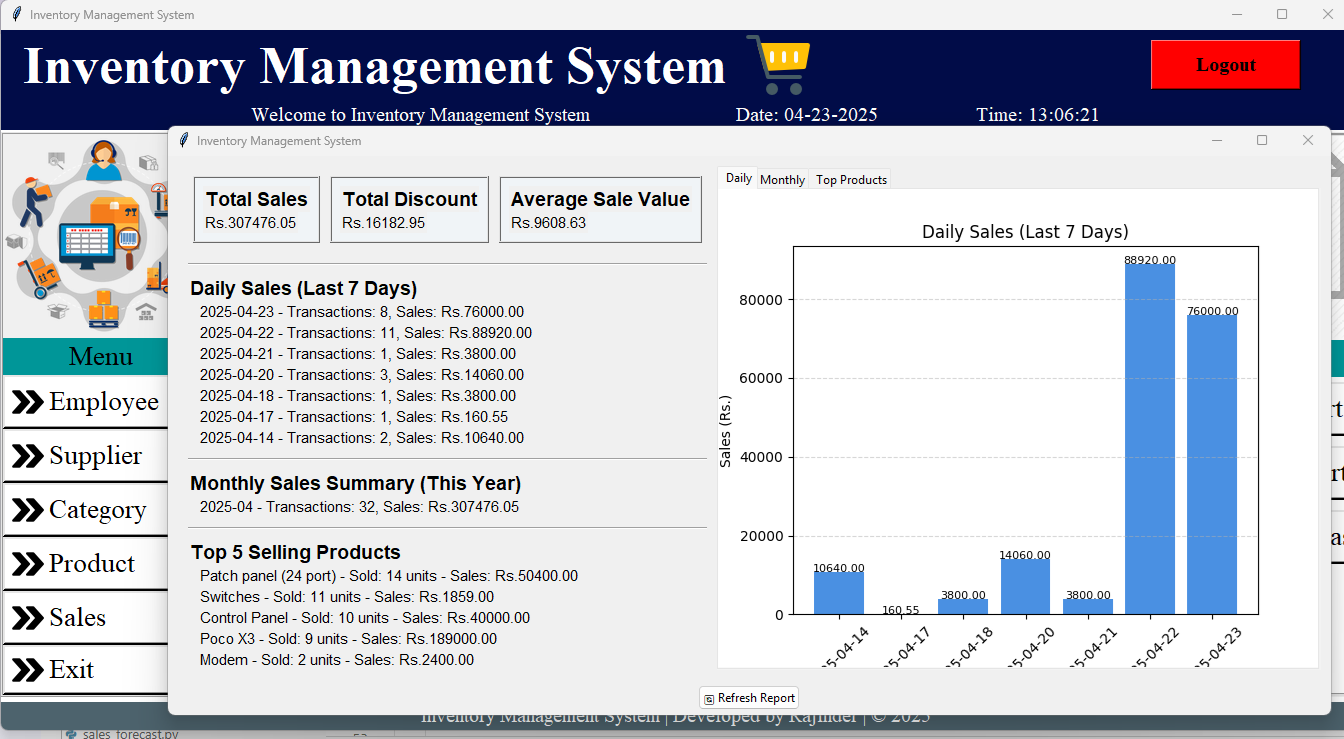 Inventory Management System
Inventory Management System
Logout
Welcome to Inventory Management System
Date: 04-23-2025
Time: 13:06:21
Menu
Employee
Supplier
Category
Product
Sales
Exit
Inventory Management System
Total Sales
Rs.307476.05
Total Discount
Rs.16182.95
Average Sale Value
Rs.9608.63
Daily Sales (Last 7 Days)
2025-04-23 - Transactions: 8, Sales: Rs.76000.00
2025-04-22 - Transactions: 11, Sales: Rs.88920.00
2025-04-21 - Transactions: 1, Sales: Rs.3800.00
2025-04-20 - Transactions: 3, Sales: Rs.14060.00
2025-04-18 - Transactions: 1, Sales: Rs.3800.00
2025-04-17 - Transactions: 1, Sales: Rs.160.55
2025-04-14 - Transactions: 2, Sales: Rs.10640.00
Monthly Sales Summary (This Year)
2025-04 - Transactions: 32, Sales: Rs.307476.05
Top 5 Selling Products
Patch panel (24 port) - Sold: 14 units - Sales: Rs.50400.00
Switches - Sold: 11 units - Sales: Rs.1859.00
Control Panel - Sold: 10 units - Sales: Rs.40000.00
Poco X3 - Sold: 9 units - Sales: Rs.189000.00
Modem - Sold: 2 units - Sales: Rs.2400.00
Daily Monthly Top Products
Daily Sales (Last 7 Days)
Sales (Rs.)
80000
60000
40000
20000
0
10640.00
160.55
3800.00
14060.00
3800.00
88920.00
76000.00
5-04-14
5-04-17
5-04-18
5-04-20
5-04-21
5-04-22
5-04-23
Refresh Report
Inventory Management System | Developed by Rajinder | © 2025
sales_forecast.py